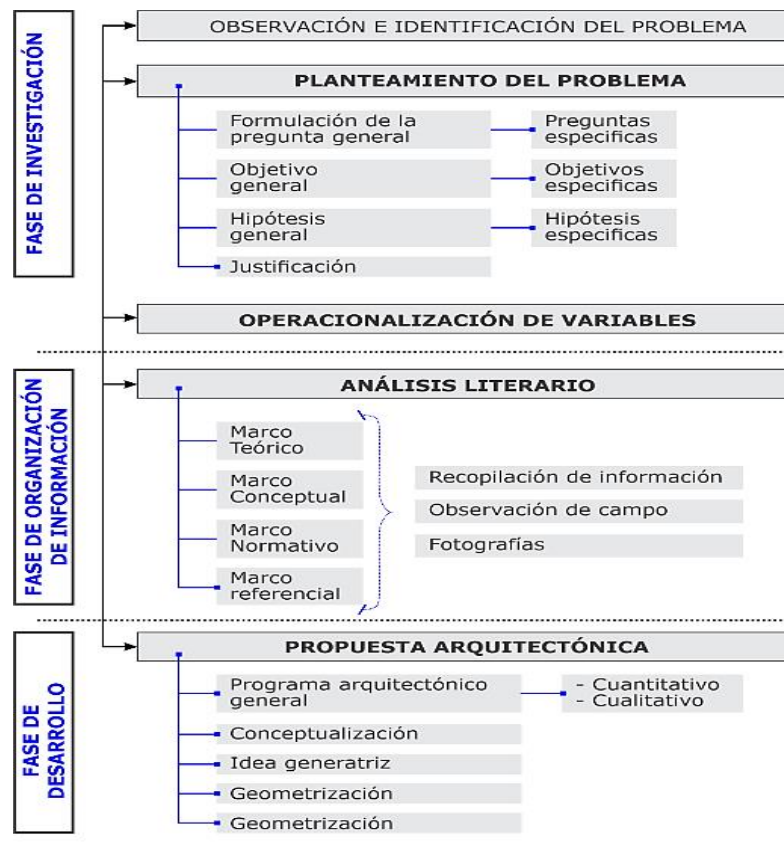 FASE DE INVESTIGACIÓN
OBSERVACIÓN E IDENTIFICACIÓN DEL PROBLEMA
PLANTEAMIENTO DEL PROBLEMA
Formulación de la
pregunta general
Preguntas
especificas
Objetivo
general
Objetivos
especificas
Hipótesis
general
Hipótesis
especificas
Justificación
OPERACIONALIZACIÓN DE VARIABLES
FASE DE ORGANIZACIÓN
DE INFORMACIÓN
ANÁLISIS LITERARIO
Marco
Teórico
Marco
Conceptual
Marco
Normativo
Marco
referencial
Recopilación de información
Observación de campo
Fotografías
FASE DE
DESARROLLO
PROPUESTA ARQUITECTÓNICA
Programa arquitectónico
general
- Cuantitativo
- Cualitativo
Conceptualización
Idea generatriz
Geometrización
Geometrización